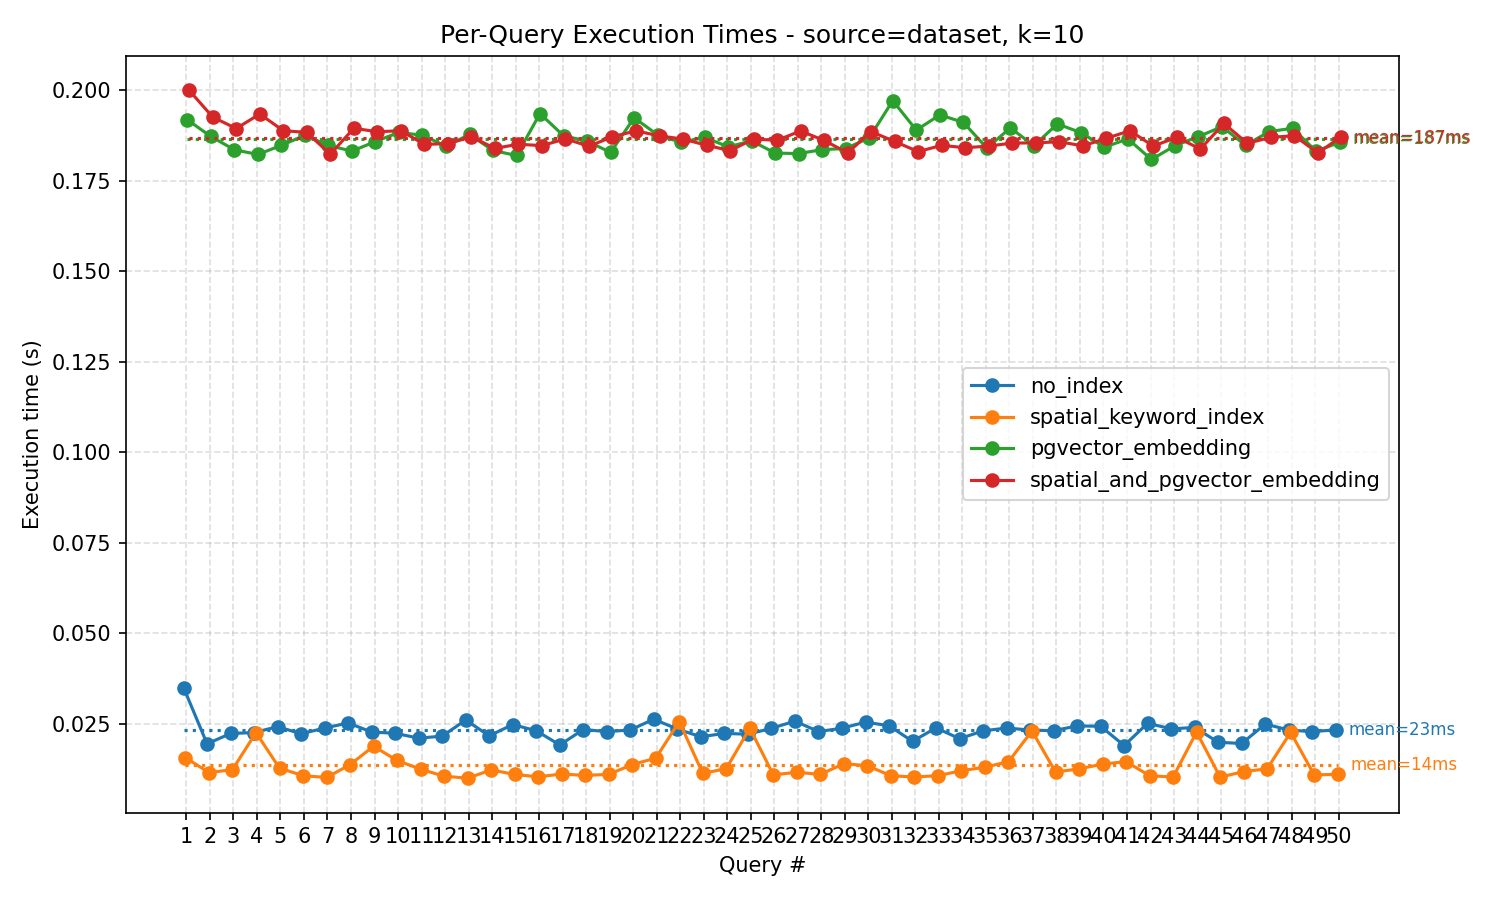 Per-Query Execution Times - source=dataset, k=10
Execution time (s)
0.200
0.175
0.150
0.125
0.100
0.075
0.050
0.025
mean=187ms
mean=187ms
mean=23ms
mean=14ms
no_index
spatial_keyword_index
pgvector_embedding
spatial_and_pgvector_embedding
1 2 3 4 5 6 7 8 9 10 11 12 13 14 15 16 17 18 19 20 21 22 23 24 25 26 27 28 29 30 31 32 33 34 35 36 37 38 39 40 41 42 43 44 45 46 47 48 49 50
Query #